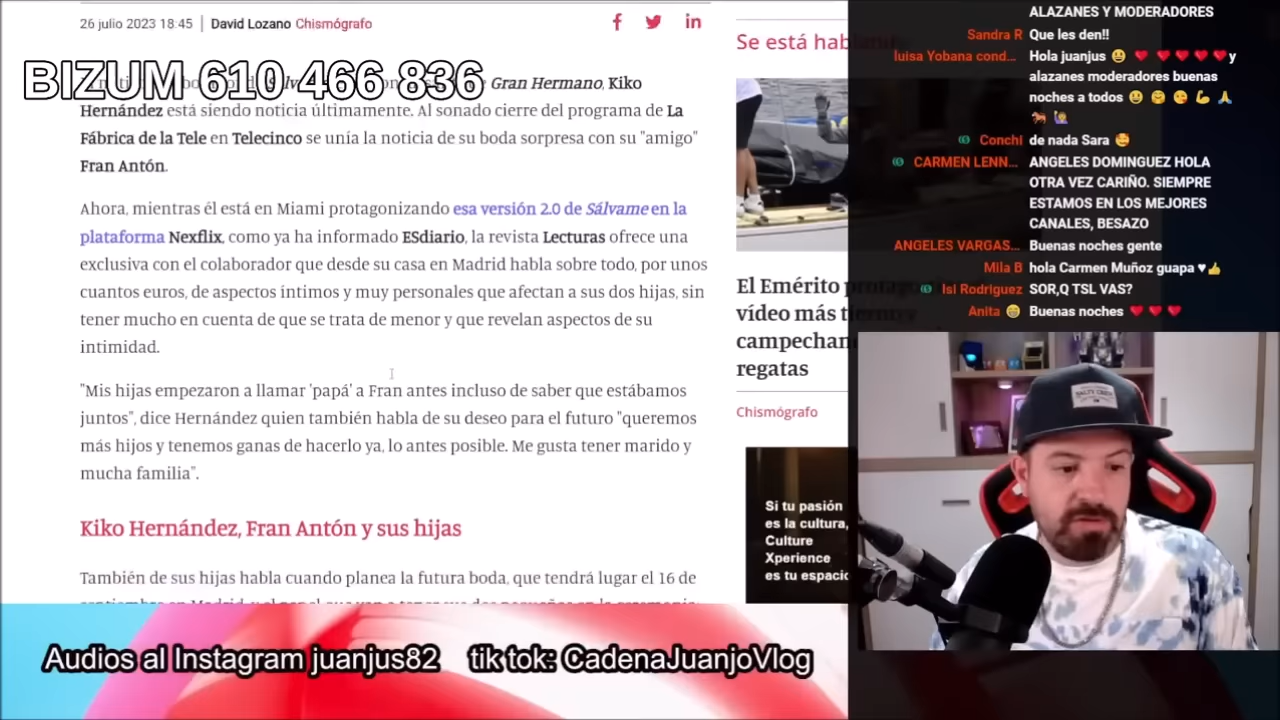 26 julio 2023 18:45 | David Lozano Chismógrafo
BIZUM 610 466 836
Gran Hermano, Kiko
Hernández está siendo noticia últimamente. Al sonado cierre del programa de La
Fábrica de la Tele en Telecinco se unía la noticia de su boda sorpresa con su "amigo"
Fran Antón.
Ahora, mientras él está en Miami protagonizando esa versión 2.0 de Sálvame en la
plataforma Nexflix, como ya ha informado ESdiario, la revista Lecturas ofrece una
exclusiva con el colaborador que desde su casa en Madrid habla sobre todo, por unos
cuantos euros, de aspectos íntimos y muy personales que afectan a sus dos hijas, sin
tener mucho en cuenta de que se trata de menor y que revelan aspectos de su
intimidad.
"Mis hijas empezaron a llamar 'papá' a Fran antes incluso de saber que estábamos
juntos", dice Hernández quien también habla de su deseo para el futuro "queremos
más hijos y tenemos ganas de hacerlo ya, lo antes posible. Me gusta tener marido y
mucha familia".
Kiko Hernández, Fran Antón y sus hijas
También de sus hijas habla cuando planea la futura boda, que tendrá lugar el 16 de
Se está hablando
El Emérito
vídeo más tierno y
campechano
regatas
Chismógrafo
Si tu pasión
es la cultura,
Culture
Xperience
es tu espacio
ALAZANES Y MODERADORES
Sandra R Que les den!!
luisa Yobana cond... Hola juanjus 😀 ❤️ ❤️ ❤️ ❤️ ❤️y
alazanes moderadores buenas
noches a todos 😀 🤗 😘 💪 🙏
🐎 🙋
Conchi de nada Sara 🥰
CARMEN LENN... ANGELES DOMINGUEZ HOLA
OTRA VEZ CARIÑO. SIEMPRE
ESTAMOS EN LOS MEJORES
CANALES, BESAZO
ANGELES VARGAS... Buenas noches gente
Mila B hola Carmen Muñoz guapa ♥👍
Isi Rodriguez SOR,Q TSL VAS?
Anita 😁 Buenas noches ❤️ ❤️ ❤️
SALTY CREW
Audios al Instagram juanjus82 tik tok: CadenaJuanjoVlog